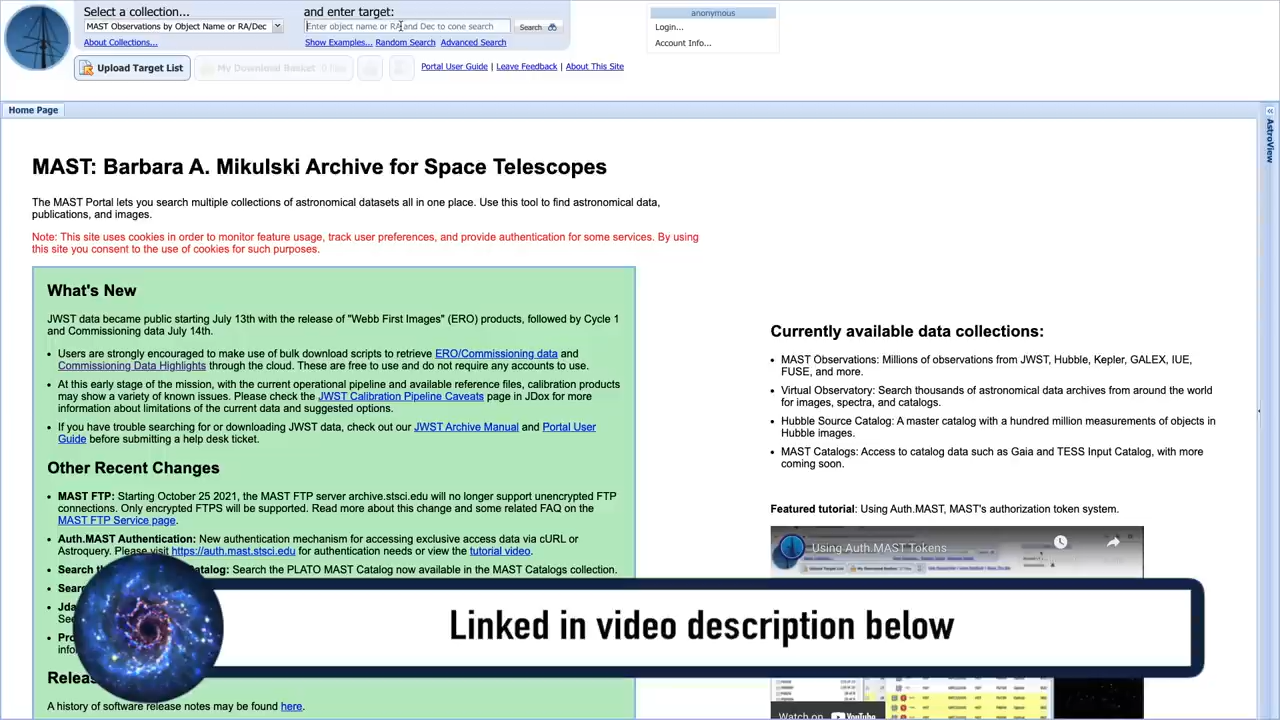 Select a collection...
and enter target:
anonymous
MAST Observations by Object Name or RA/Dec
Enter object name or RA and Dec to cone search
Search
Login...
About Collections...
Show Examples...
Random Search
Advanced Search
Account Info...
Upload Target List
My Download Basket: 0 files
Portal User Guide | Leave Feedback | About This Site
Home Page
AstroView
MAST: Barbara A. Mikulski Archive for Space Telescopes
The MAST Portal lets you search multiple collections of astronomical datasets all in one place. Use this tool to find astronomical data,
publications, and images.
Note: This site uses cookies in order to monitor feature usage, track user preferences, and provide authentication for some services. By using
this site you consent to the use of cookies for such purposes.
What's New
JWST data became public starting July 13th with the release of "Webb First Images" (ERO) products, followed by Cycle 1
and Commissioning data July 14th.
• Users are strongly encouraged to make use of bulk download scripts to retrieve ERO/Commissioning data and
Commissioning Data Highlights through the cloud. These are free to use and do not require any accounts to use.
• At this early stage of the mission, with the current operational pipeline and available reference files, calibration products
may show a variety of known issues. Please check the JWST Calibration Pipeline Caveats page in JDox for more
information about limitations of the current data and suggested options.
• If you have trouble searching for or downloading JWST data, check out our JWST Archive Manual and Portal User
Guide before submitting a help desk ticket.
Other Recent Changes
• MAST FTP: Starting October 25 2021, the MAST FTP server archive.stsci.edu will no longer support unencrypted FTP
connections. Only encrypted FTPS will be supported. Read more about this change and some related FAQ on the
MAST FTP Service page.
• Auth.MAST Authentication: New authentication mechanism for accessing exclusive access data via cURL or
Astroquery. Please visit https://auth.mast.stsci.edu for authentication needs or view the tutorial video.
• Search Catalog: Search the PLATO MAST Catalog now available in the MAST Catalogs collection.
A history of software release notes may be found here.
Currently available data collections:
• MAST Observations: Millions of observations from JWST, Hubble, Kepler, GALEX, IUE,
FUSE, and more.
• Virtual Observatory: Search thousands of astronomical data archives from around the world
for images, spectra, and catalogs.
• Hubble Source Catalog: A master catalog with a hundred million measurements of objects in
Hubble images.
• MAST Catalogs: Access to catalog data such as Gaia and TESS Input Catalog, with more
coming soon.
Featured tutorial: Using Auth.MAST, MAST's authorization token system.
Using Auth.MAST Tokens
Linked in video description below
Watch on YouTube